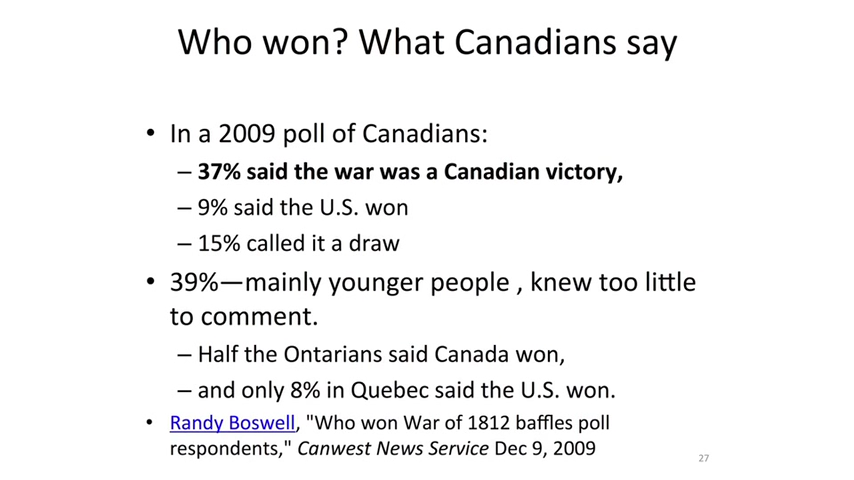 Who won? What Canadians say
• In a 2009 poll of Canadians:
– 37% said the war was a Canadian victory,
– 9% said the U.S. won
– 15% called it a draw
• 39%—mainly younger people , knew too little
to comment.
– Half the Ontarians said Canada won,
– and only 8% in Quebec said the U.S. won.
• Randy Boswell, "Who won War of 1812 baffles poll
respondents," Canwest News Service Dec 9, 2009
27